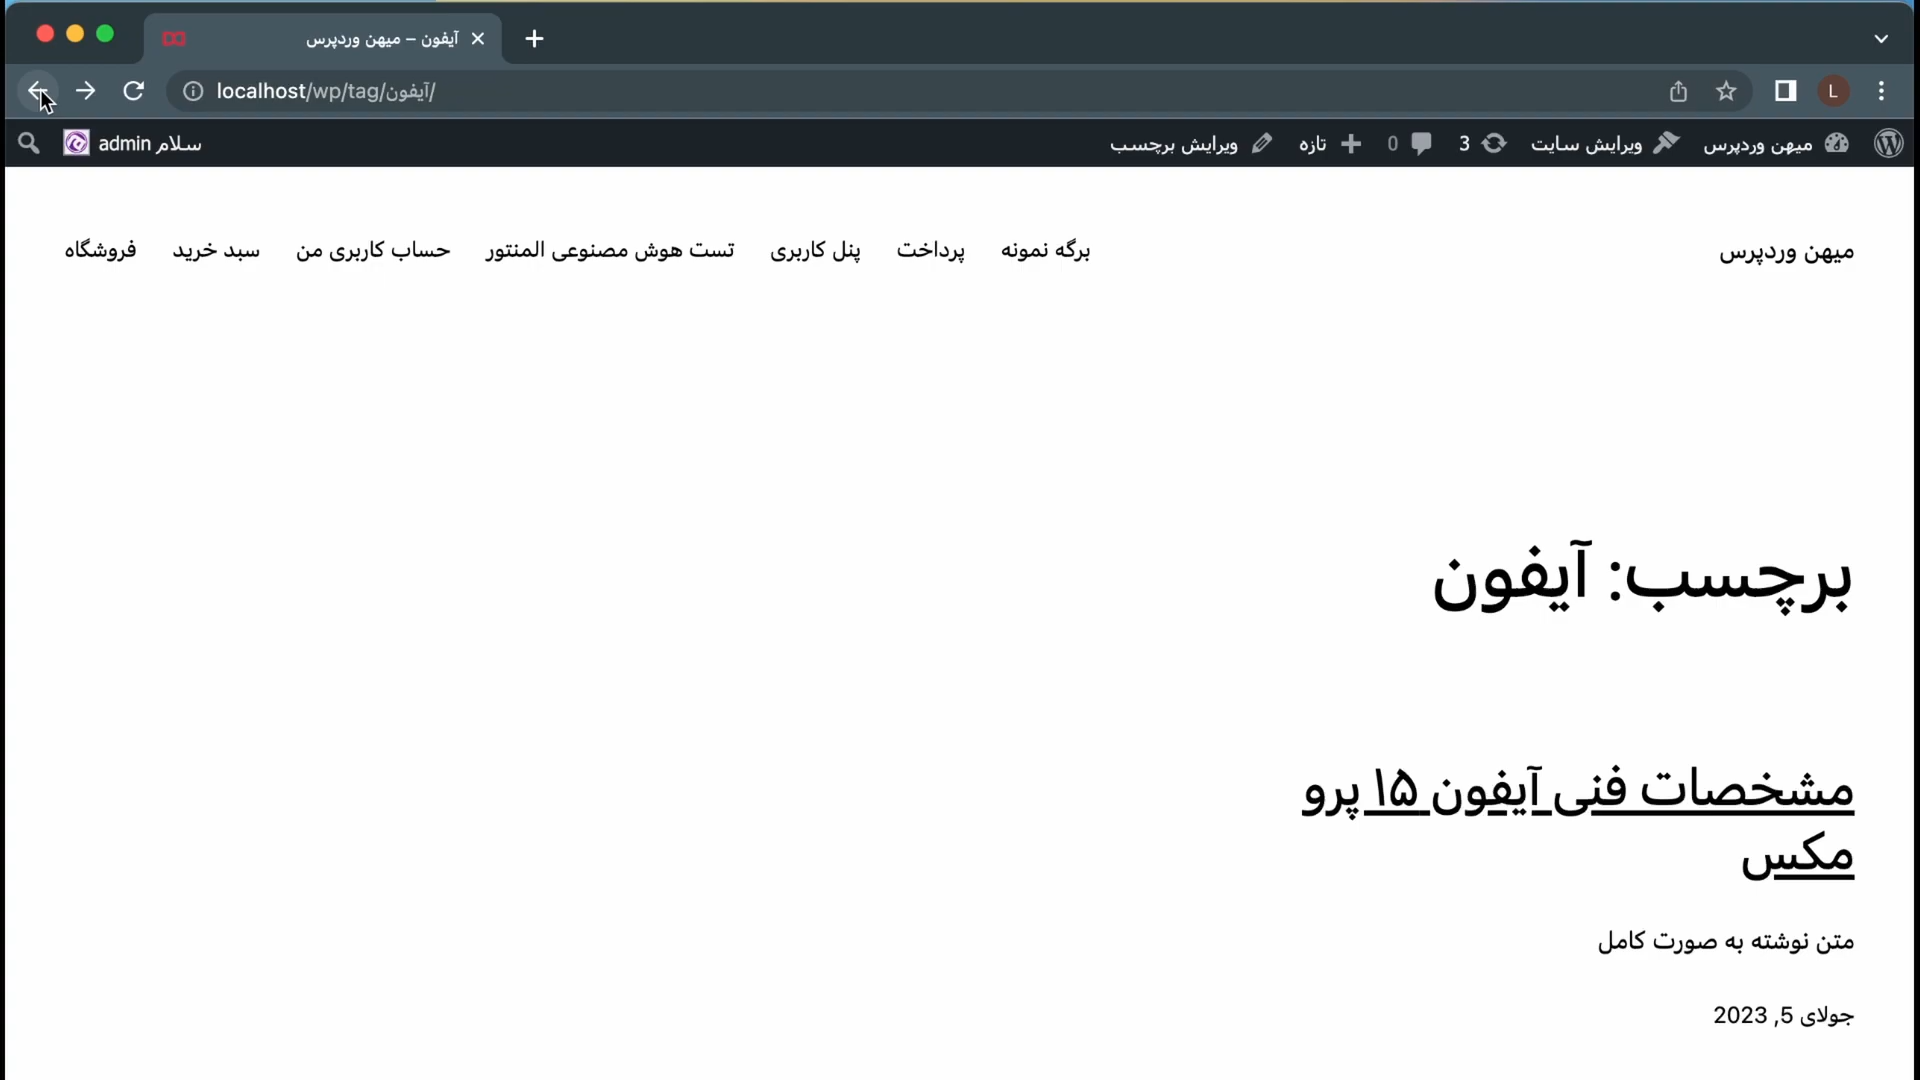 آیفون – میهن وردپرس
localhost/wp/tag/آیفون/
L
میهن وردپرس ویرایش سایت 3 0 تازه ویرایش برچسب سلام admin
میهن وردپرس
برگه نمونه پرداخت پنل کاربری تست هوش مصنوعی المنتور حساب کاربری من سبد خرید فروشگاه
برچسب: آیفون
مشخصات فنی آیفون ۱۵ پرو
مکس
متن نوشته به صورت کامل
جولای 5, 2023